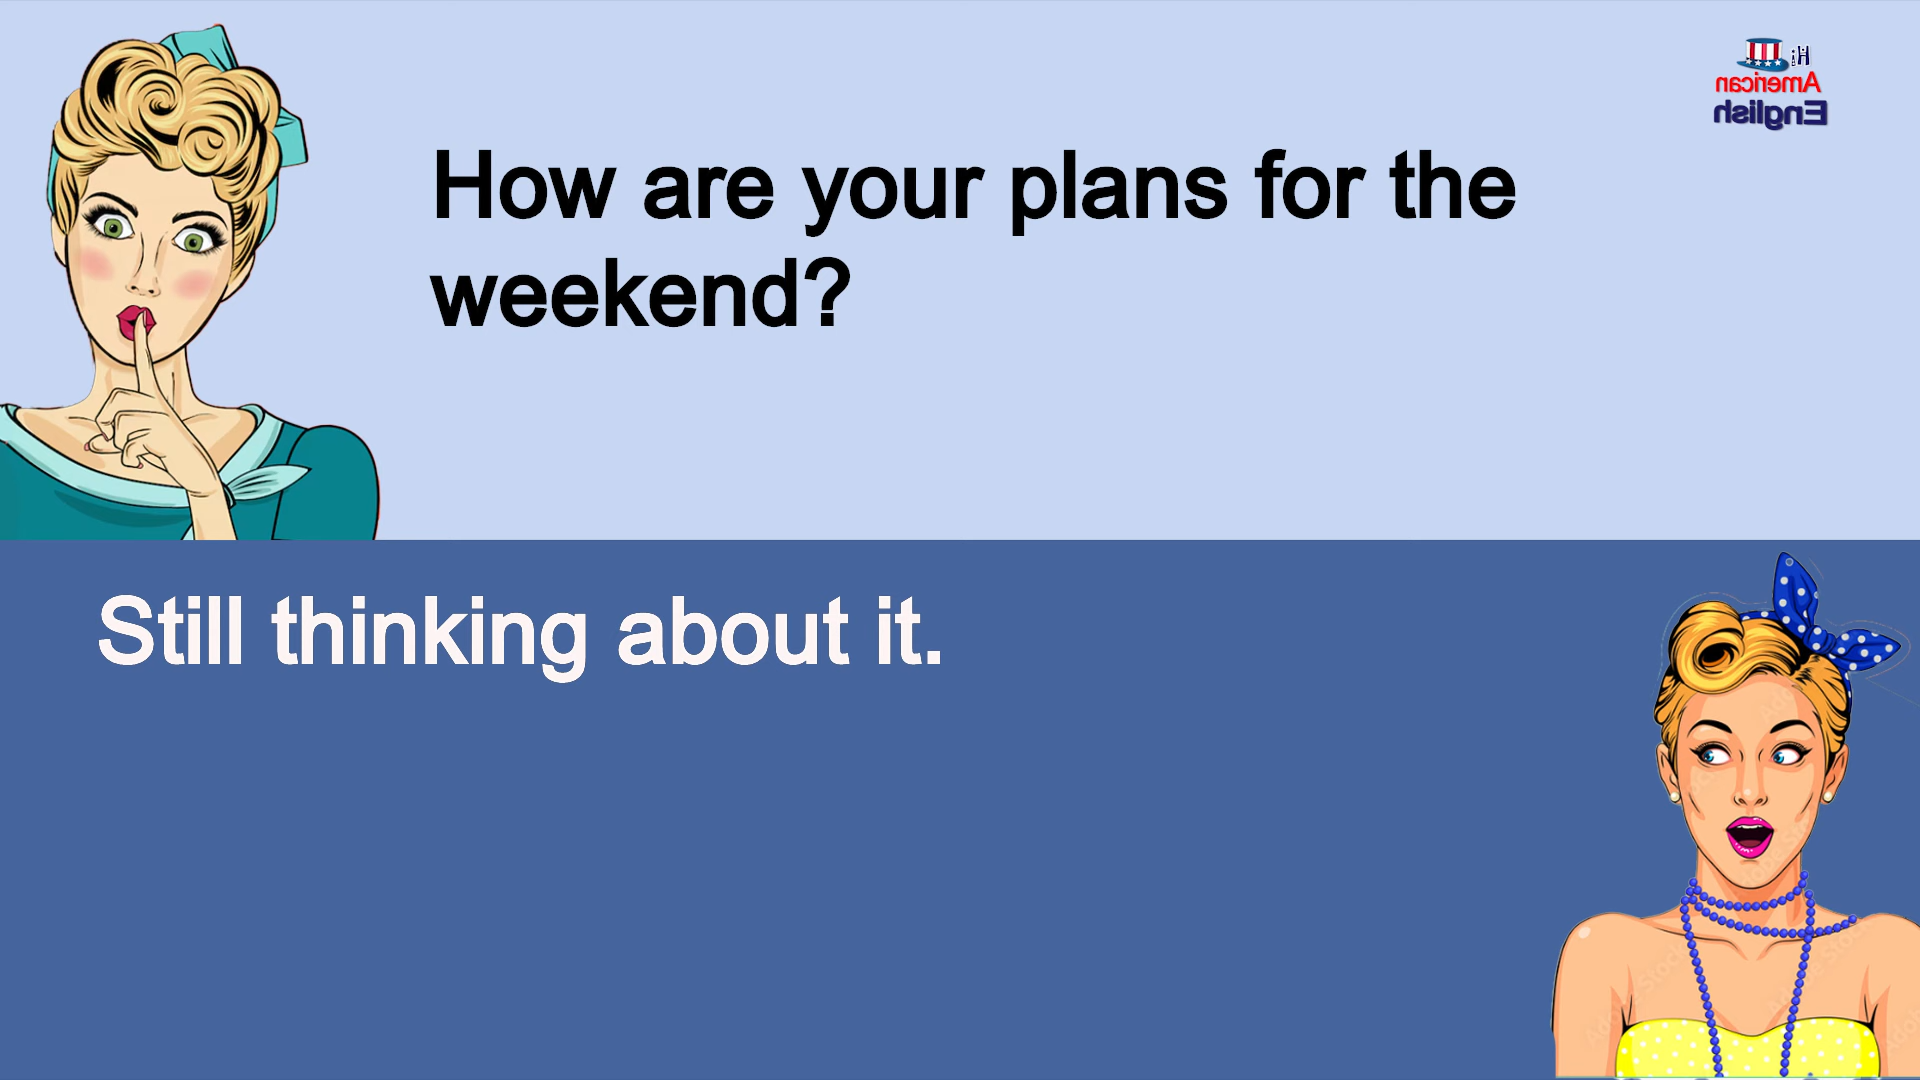 Hi
American
English
How are your plans for the
weekend?
Still thinking about it.